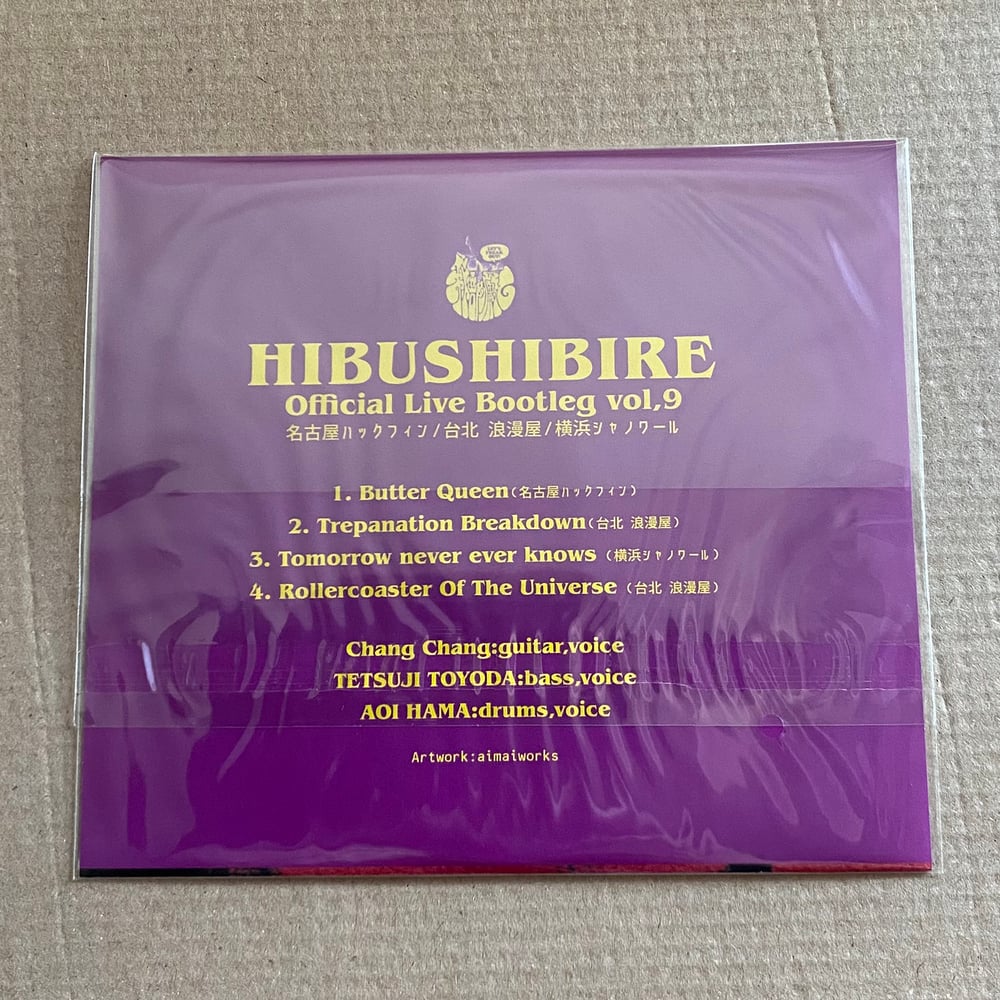 LET'S FREAK OUT!
HIBUSHIBIRE
Official Live Bootleg vol,9
名古屋ハックフィン/台北 浪漫屋/横浜シャノワール
1. Butter Queen(名古屋ハックフィン)
2. Trepanation Breakdown(台北 浪漫屋)
3. Tomorrow never ever knows (横浜シャノワール)
4. Rollercoaster Of The Universe (台北 浪漫屋)
Chang Chang:guitar,voice
TETSUJI TOYODA:bass,voice
AOI HAMA:drums,voice
Artwork:aimaiworks